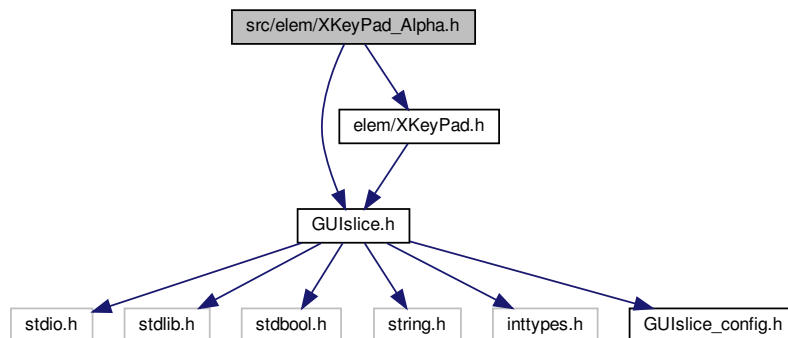 src/elem/XKeyPad_Alpha.h
elem/XKeyPad.h
GUIslice.h
stdio.h
stdlib.h
stdbool.h
string.h
inttypes.h
GUIslice_config.h